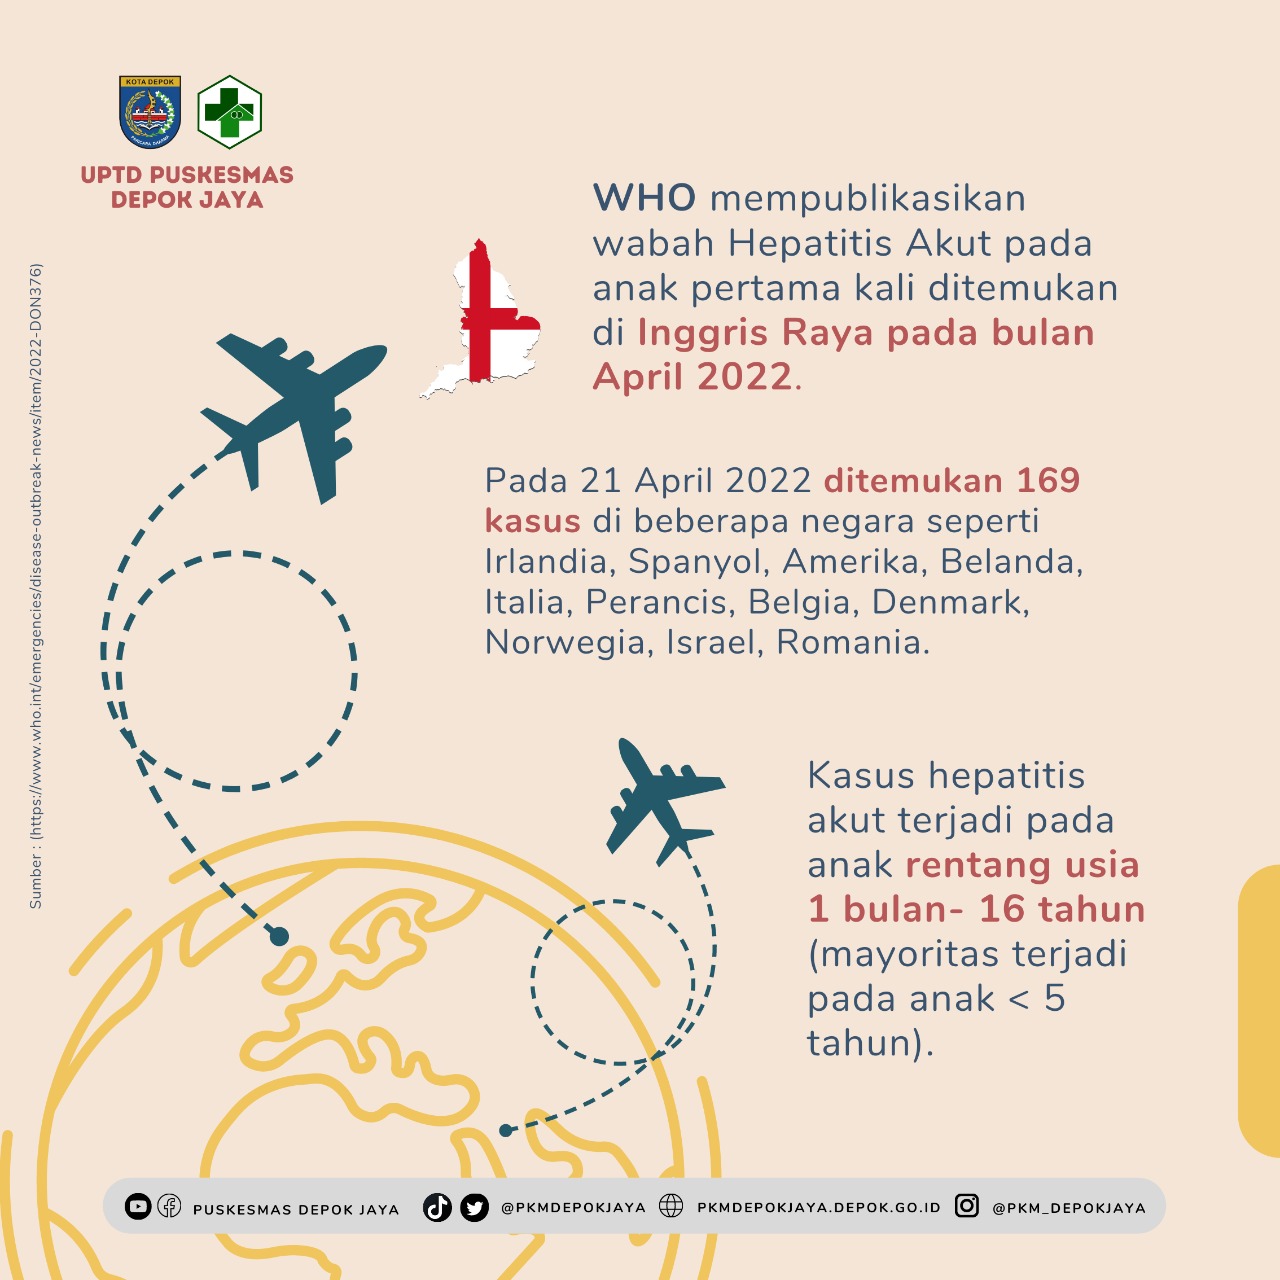 KOTA DEPOK
UPTD PUSKESMAS
DEPOK JAYA
WHO mempublikasikan
wabah Hepatitis Akut pada
anak pertama kali ditemukan
di Inggris Raya pada bulan
April 2022.
Pada 21 April 2022 ditemukan 169
kasus di beberapa negara seperti
Irlandia, Spanyol, Amerika, Belanda,
Italia, Perancis, Belgia, Denmark,
Norwegia, Israel, Romania.
Kasus hepatitis
akut terjadi pada
anak rentang usia
1 bulan- 16 tahun
(mayoritas terjadi
pada anak < 5
tahun).
Sumber : (https://www.who.int/emergencies/disease-outbreak-news/item/2022-DON376)
PUSKESMAS DEPOK JAYA
@PKMDEPOKJAYA
PKMDEPOKJAYA.DEPOK.GO.ID
@PKM_DEPOKJAYA